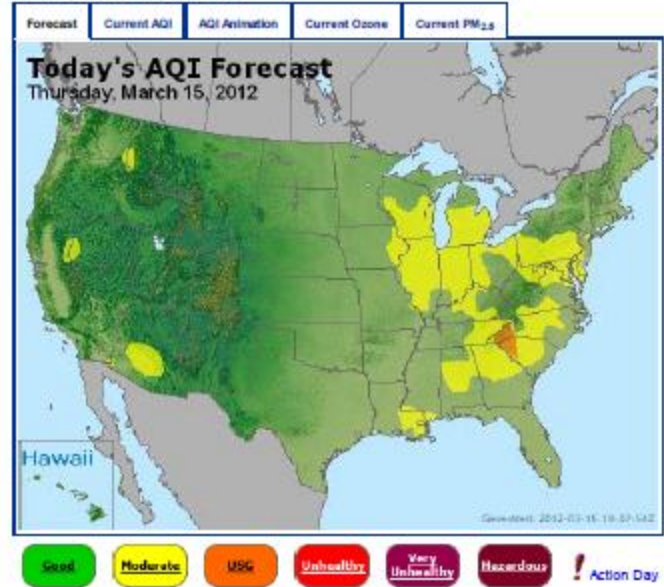 Forecast
Current AQI
AQI Animation
Current Ozone
Current PM2.5
Today's AQI Forecast
Thursday, March 15, 2012
Hawaii
Good
Moderate
USG
Unhealthy
Very
Unhealthy
Hazardous
! Action Day